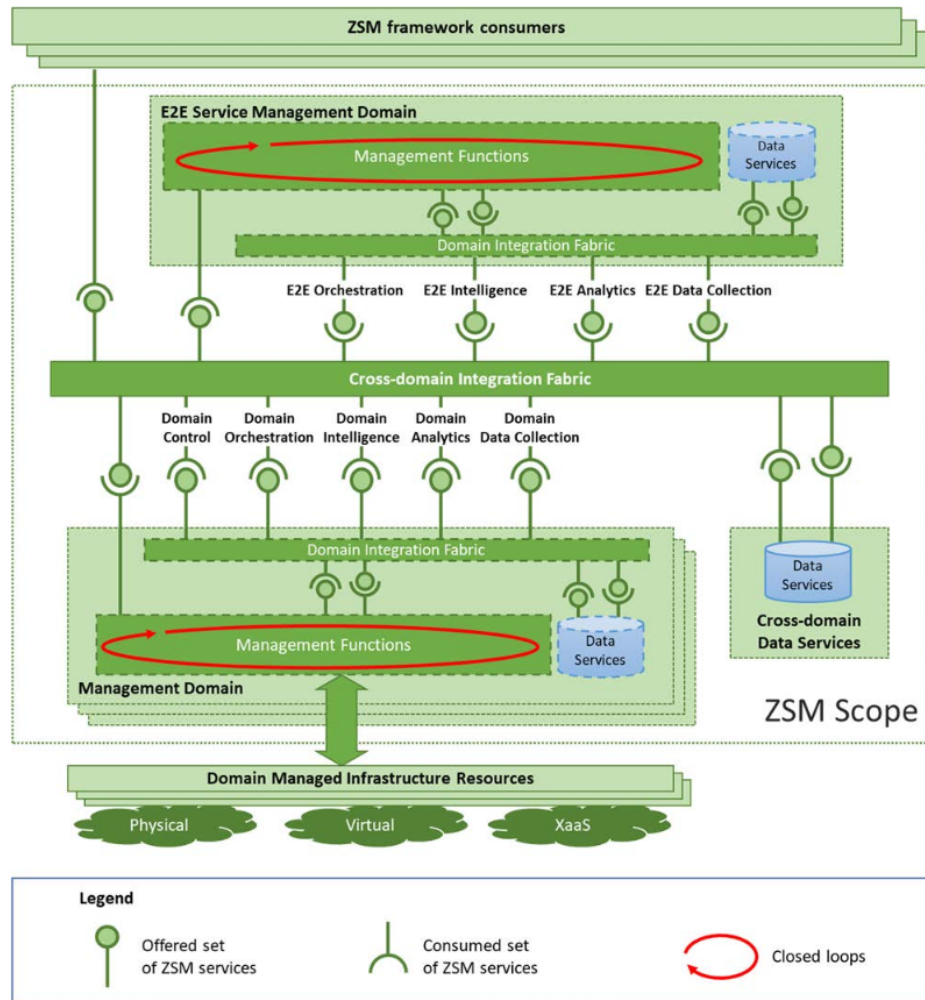 ZSM framework consumers
E2E Service Management Domain
Management Functions
Data
Services
Domain Integration Fabric
E2E Orchestration
E2E Intelligence
E2E Analytics
E2E Data Collection
Cross-domain Integration Fabric
Domain
Control
Domain
Orchestration
Domain
Intelligence
Domain
Analytics
Domain
Data Collection
Domain Integration Fabric
Management Functions
Data
Services
Management Domain
Data
Services
Cross-domain
Data Services
ZSM Scope
Domain Managed Infrastructure Resources
Physical
Virtual
XaaS
Legend
Offered set
of ZSM services
Consumed set
of ZSM services
Closed loops